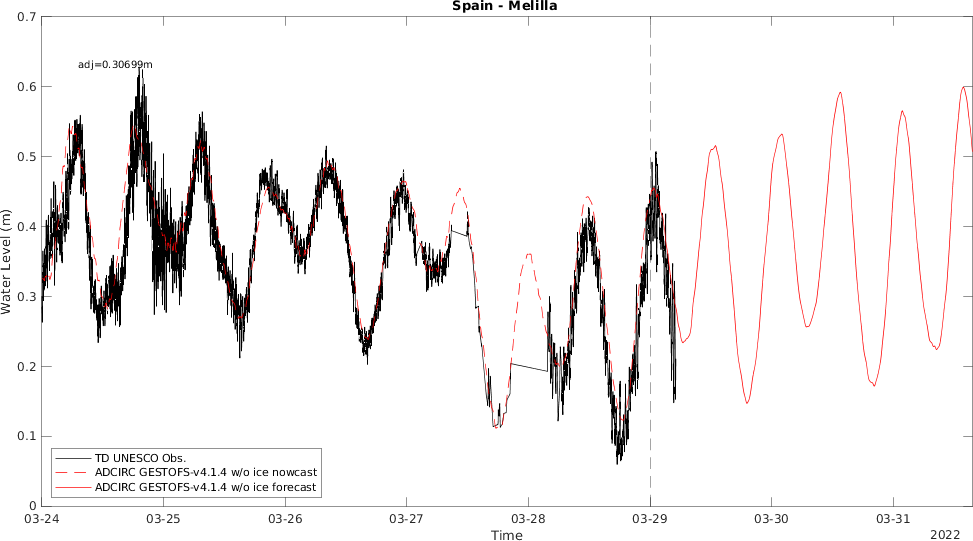 Spain - Melilla
adj=0.30699m
Water Level (m)
0.7
0.6
0.5
0.4
0.3
0.2
0.1
0
TD UNESCO Obs.
ADCIRC GESTOFS-v4.1.4 w/o ice nowcast
ADCIRC GESTOFS-v4.1.4 w/o ice forecast
03-24 03-25 03-26 03-27 03-28 03-29 03-30 03-31
Time
2022